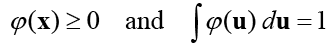 φ(𝐱) ≥ 0 and ∫φ(𝐮) d𝐮 = 1